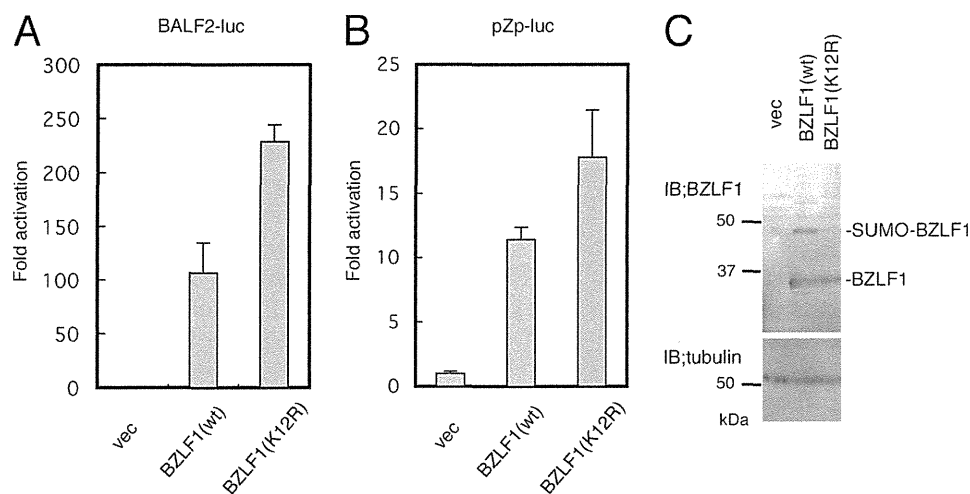 A
BALF2-luc
300
250
200
150
100
50
0
Fold activation
vec
BZLF1(wt)
BZLF1(K12R)
B
pZp-luc
25
20
15
10
5
0
Fold activation
vec
BZLF1(wt)
BZLF1(K12R)
C
vec
BZLF1(wt)
BZLF1(K12R)
IB;BZLF1
50
-SUMO-BZLF1
37
-BZLF1
IB;tubulin
50
kDa